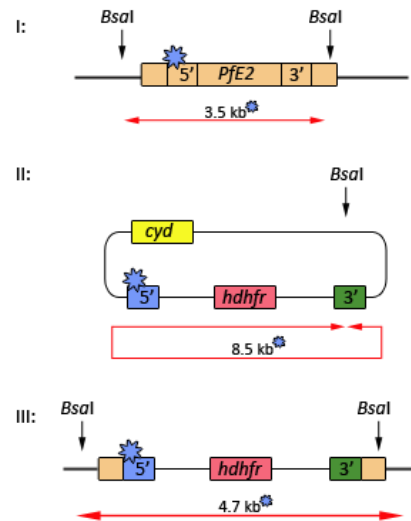 I:
BsaI BsaI
5' PfE2 3'
3.5 kb
II:
BsaI
cyd
5' hdhfr 3'
8.5 kb
III:
BsaI BsaI
5' hdhfr 3'
4.7 kb